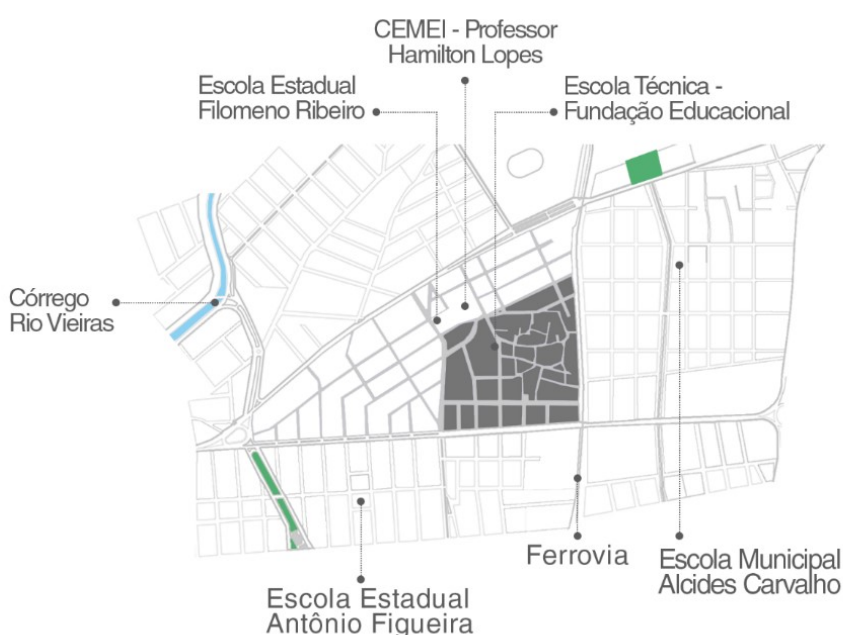 CEMEI - Professor
Hamilton Lopes
Escola Estadual
Filomeno Ribeiro
Escola Técnica -
Fundação Educacional
Córrego
Rio Vieiras
Ferrovia
Escola Municipal
Alcides Carvalho
Escola Estadual
Antônio Figueira